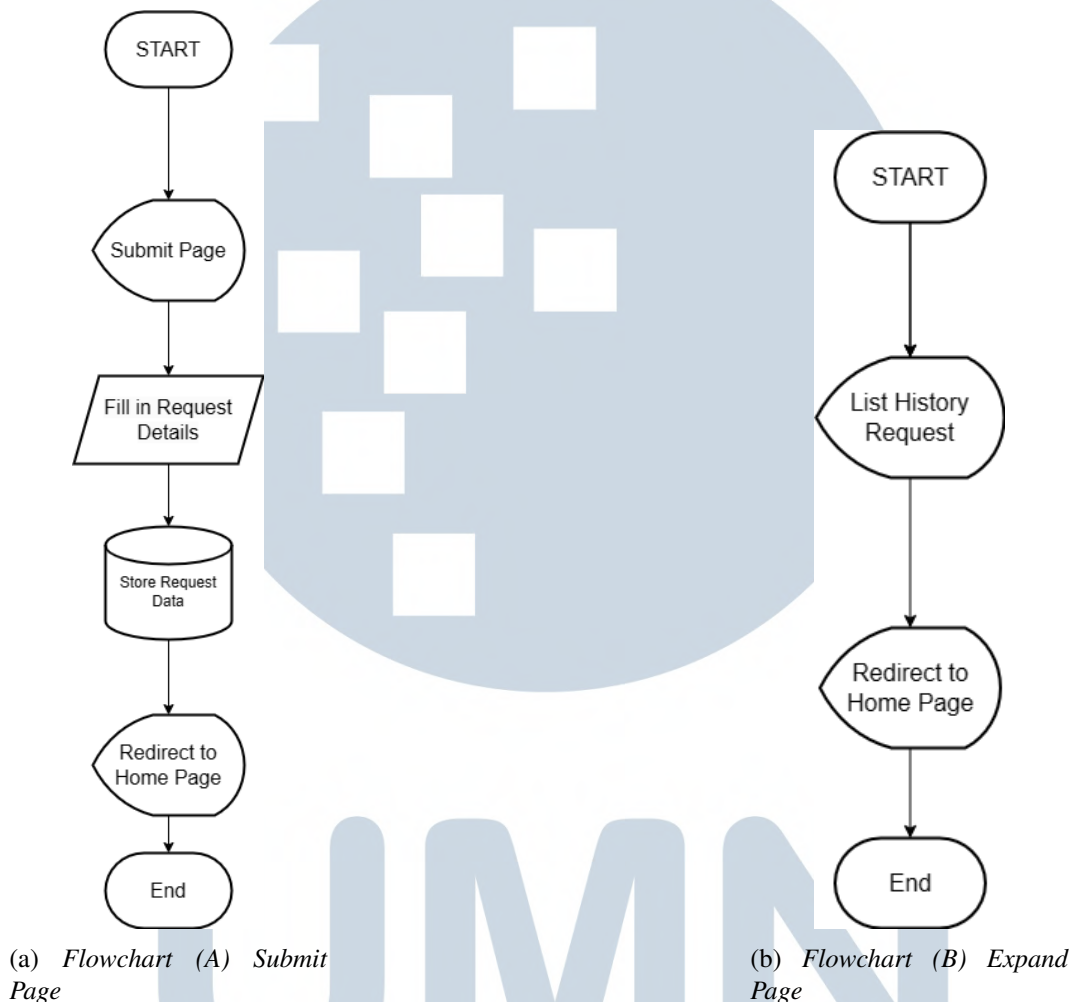 START
Submit Page
Fill in Request
Details
Store Request
Data
Redirect to
Home Page
End
(a) Flowchart (A) Submit
Page
START
List History
Request
Redirect to
Home Page
End
(b) Flowchart (B) Expand
Page
UMN